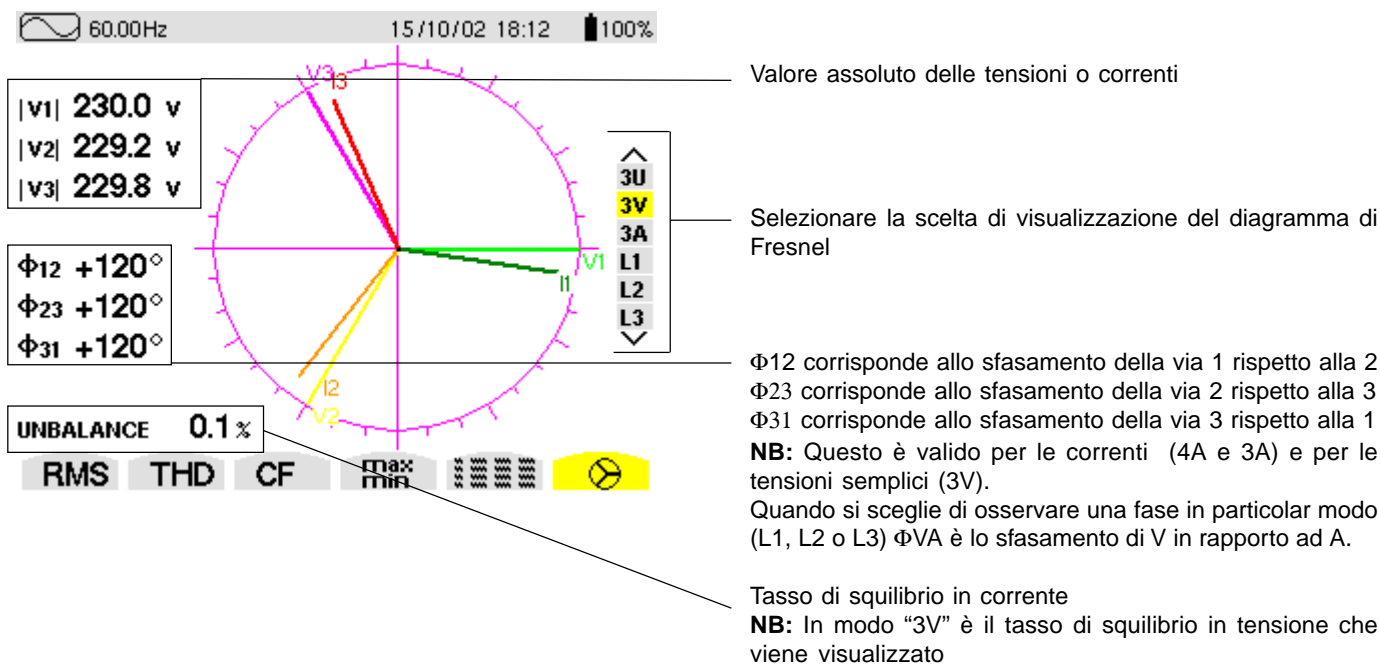 60.00Hz 15/10/02 18:12 100%
|V1| 230.0 v
|V2| 229.2 v
|V3| 229.8 v
Φ12 +120°
Φ23 +120°
Φ31 +120°
UNBALANCE 0.1 %
V3
I3
V1
I1
I2
V2
3U
3V
3A
L1
L2
L3
RMS THD CF max min
Valore assoluto delle tensioni o correnti
Selezionare la scelta di visualizzazione del diagramma di
Fresnel
Φ12 corrisponde allo sfasamento della via 1 rispetto alla 2
Φ23 corrisponde allo sfasamento della via 2 rispetto alla 3
Φ31 corrisponde allo sfasamento della via 3 rispetto alla 1
NB: Questo è valido per le correnti (4A e 3A) e per le
tensioni semplici (3V).
Quando si sceglie di osservare una fase in particolar modo
(L1, L2 o L3) ΦVA è lo sfasamento di V in rapporto ad A.
Tasso di squilibrio in corrente
NB: In modo “3V” è il tasso di squilibrio in tensione che
viene visualizzato